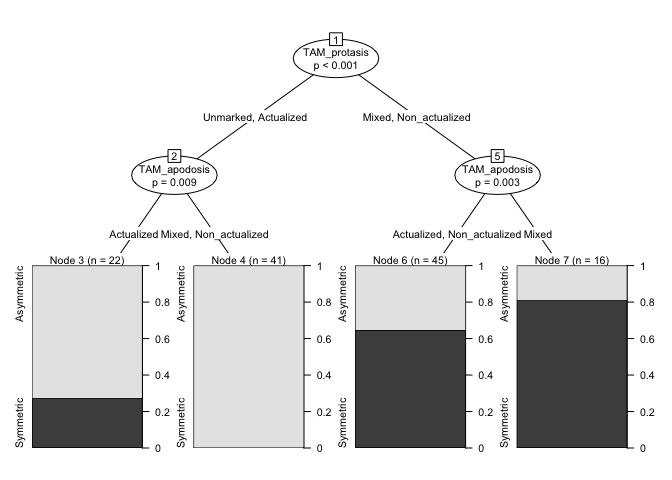 1
TAM_protasis
p < 0.001
Unmarked, Actualized
Mixed, Non_actualized
2
TAM_apodosis
p = 0.009
5
TAM_apodosis
p = 0.003
Actualized
Mixed, Non_actualized
Actualized, Non_actualized
Mixed
Node 3 (n = 22)
Symmetric
Asymmetric
1
0.8
0.6
0.4
0.2
0
Node 4 (n = 41)
Symmetric
Asymmetric
1
0.8
0.6
0.4
0.2
0
Node 6 (n = 45)
Symmetric
Asymmetric
1
0.8
0.6
0.4
0.2
0
Node 7 (n = 16)
Symmetric
Asymmetric
1
0.8
0.6
0.4
0.2
0